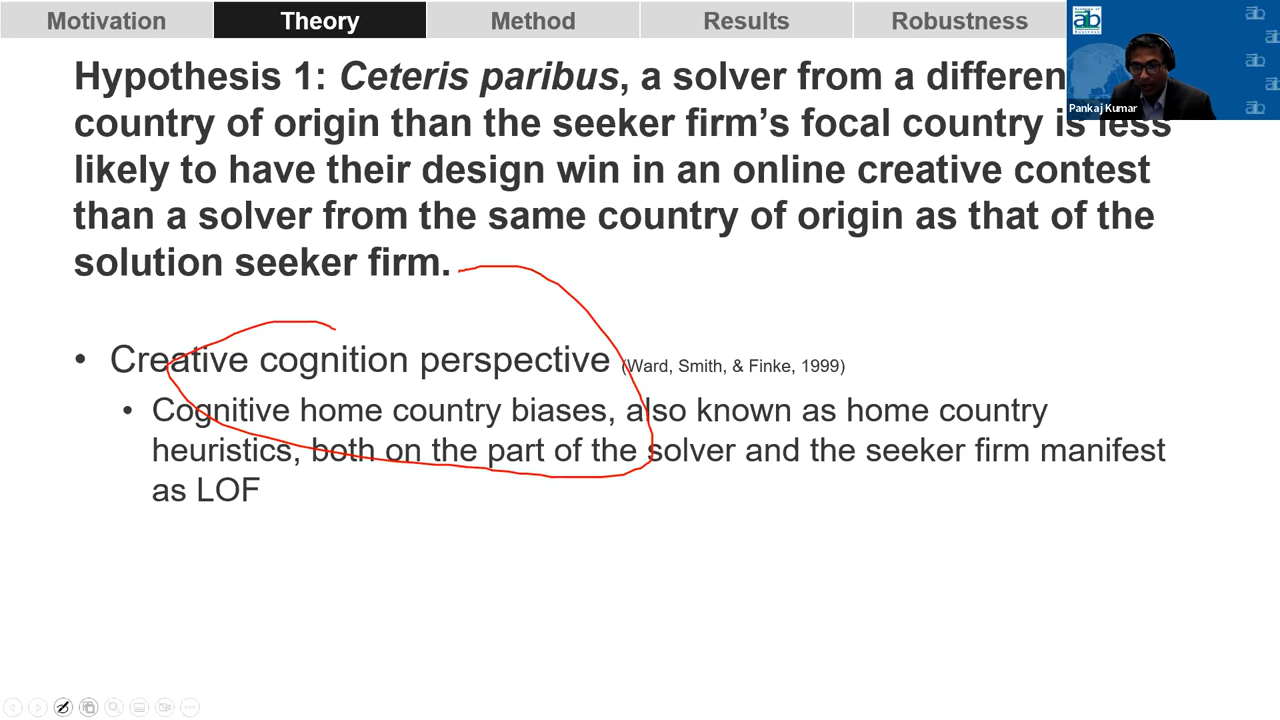 Motivation
Theory
Method
Results
Robustness
Pankaj Kumar
Hypothesis 1: Ceteris paribus, a solver from a differen
country of origin than the seeker firm's focal country is less
likely to have their design win in an online creative contest
than a solver from the same country of origin as that of the
solution seeker firm.
• Creative cognition perspective (Ward, Smith, & Finke, 1999)
• Cognitive home country biases, also known as home country
heuristics, both on the part of the solver and the seeker firm manifest
as LOF